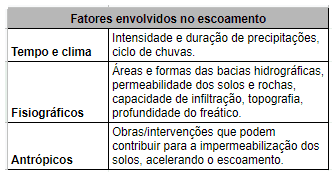 Fatores envolvidos no escoamento
Tempo e clima
Intensidade e duração de precipitações,
ciclo de chuvas.
Fisiográficos
Áreas e formas das bacias hidrográficas,
permeabilidade dos solos e rochas,
capacidade de infiltração, topografia,
profundidade do freático.
Antrópicos
Obras/intervenções que podem
contribuir para a impermeabilização dos
solos, acelerando o escoamento.